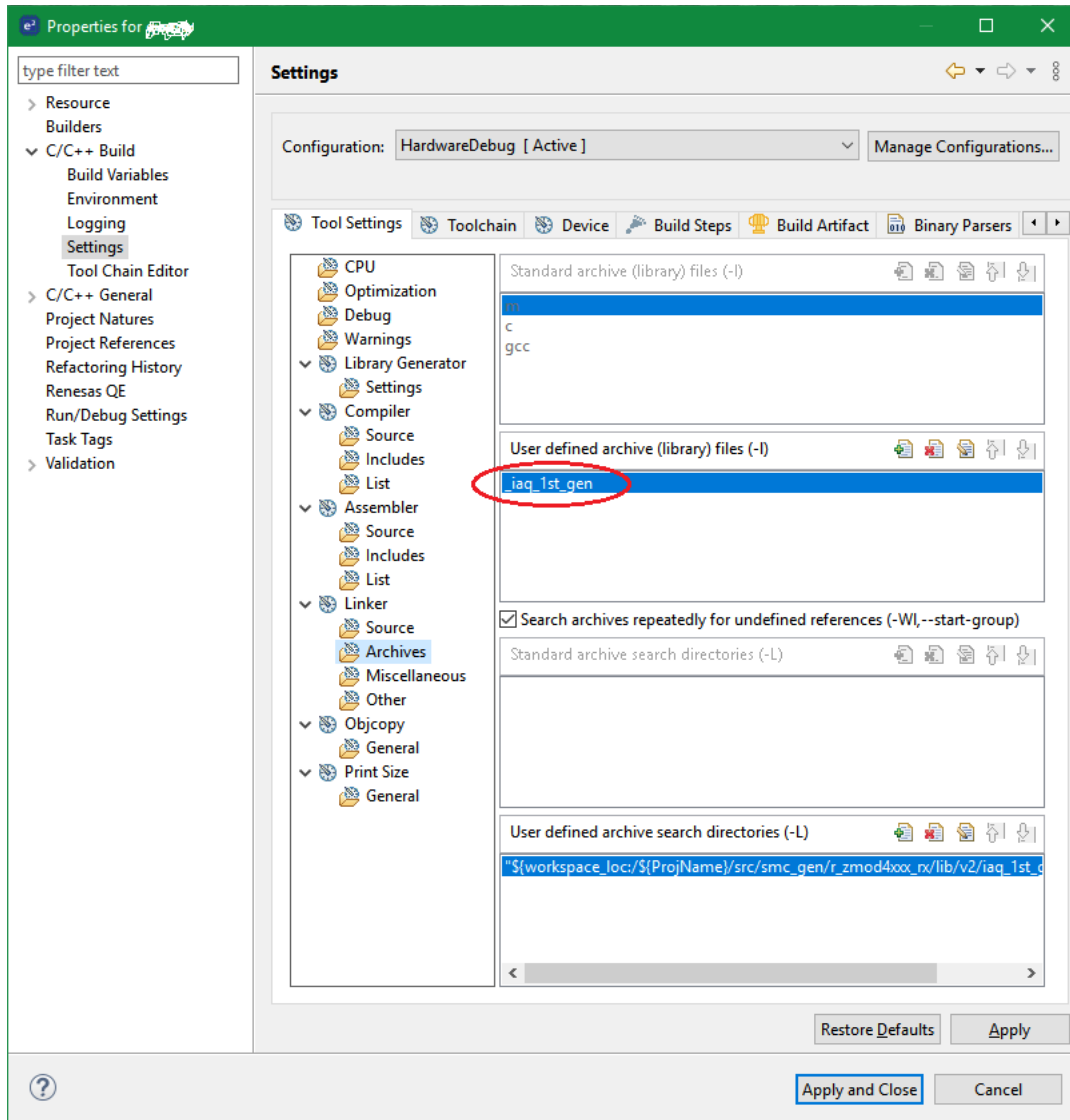 e² Properties for
type filter text
Resource
Builders
C/C++ Build
Build Variables
Environment
Logging
Settings
Tool Chain Editor
C/C++ General
Project Natures
Project References
Refactoring History
Renesas QE
Run/Debug Settings
Task Tags
Validation
Settings
Configuration: HardwareDebug [ Active ] Manage Configurations...
Tool Settings Toolchain Device Build Steps Build Artifact Binary Parsers
CPU
Optimization
Debug
Warnings
Library Generator
Settings
Compiler
Source
Includes
List
Assembler
Source
Includes
List
Linker
Source
Archives
Miscellaneous
Other
Objcopy
General
Print Size
General
Standard archive (library) files (-l)
m
c
gcc
User defined archive (library) files (-l)
_iaq_1st_gen
Search archives repeatedly for undefined references (-Wl,--start-group)
Standard archive search directories (-L)
User defined archive search directories (-L)
"${workspace_loc:/${ProjName}/src/smc_gen/r_zmod4xxx_rx/lib/v2/iaq_1st_g
Restore Defaults Apply
? Apply and Close Cancel